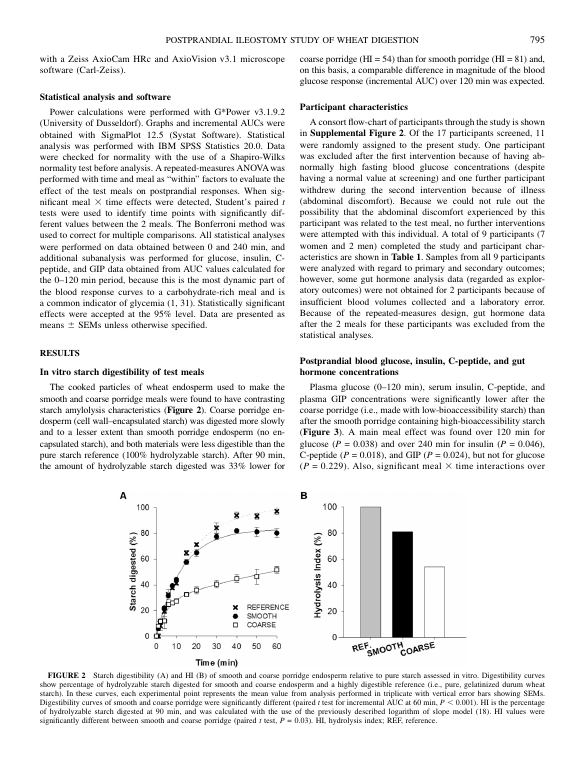 POSTPRANDIAL ILEOSTOMY STUDY OF WHEAT DIGESTION 795
with a Zeiss AxioCam HRc and AxioVision v3.1 microscope
software (Carl-Zeiss).
Statistical analysis and software
Power calculations were performed with G*Power v3.1.9.2
(University of Dusseldorf). Graphs and incremental AUCs were
obtained with SigmaPlot 12.5 (Systat Software). Statistical
analysis was performed with IBM SPSS Statistics 20.0. Data
were checked for normality with the use of a Shapiro-Wilks
normality test before analysis. A repeated-measures ANOVA was
performed with time and meal as “within” factors to evaluate the
effect of the test meals on postprandial responses. When sig-
nificant meal × time effects were detected, Student's paired t
tests were used to identify time points with significantly dif-
ferent values between the 2 meals. The Bonferroni method was
used to correct for multiple comparisons. All statistical analyses
were performed on data obtained between 0 and 240 min, and
additional subanalysis was performed for glucose, insulin, C-
peptide, and GIP data obtained from AUC values calculated for
the 0–120 min period, because this is the most dynamic part of
the blood response curves to a carbohydrate-rich meal and is
a common indicator of glycemia (1, 31). Statistically significant
effects were accepted at the 95% level. Data are presented as
means ± SEMs unless otherwise specified.
RESULTS
In vitro starch digestibility of test meals
The cooked particles of wheat endosperm used to make the
smooth and coarse porridge meals were found to have contrasting
starch amylolysis characteristics (Figure 2). Coarse porridge en-
dosperm (cell wall–encapsulated starch) was digested more slowly
and to a lesser extent than smooth porridge endosperm (no en-
capsulated starch), and both materials were less digestible than the
pure starch reference (100% hydrolyzable starch). After 90 min,
the amount of hydrolyzable starch digested was 33% lower for
coarse porridge (HI = 54) than for smooth porridge (HI = 81) and,
on this basis, a comparable difference in magnitude of the blood
glucose response (incremental AUC) over 120 min was expected.
Participant characteristics
A consort flow-chart of participants through the study is shown
in Supplemental Figure 2. Of the 17 participants screened, 11
were randomly assigned to the present study. One participant
was excluded after the first intervention because of having ab-
normally high fasting blood glucose concentrations (despite
having a normal value at screening) and one further participant
withdrew during the second intervention because of illness
(abdominal discomfort). Because we could not rule out the
possibility that the abdominal discomfort experienced by this
participant was related to the test meal, no further interventions
were attempted with this individual. A total of 9 participants (7
women and 2 men) completed the study and participant char-
acteristics are shown in Table 1. Samples from all 9 participants
were analyzed with regard to primary and secondary outcomes;
however, some gut hormone analysis data (regarded as explor-
atory outcomes) were not obtained for 2 participants because of
insufficient blood volumes collected and a laboratory error.
Because of the repeated-measures design, gut hormone data
after the 2 meals for these participants was excluded from the
statistical analyses.
Postprandial blood glucose, insulin, C-peptide, and gut
hormone concentrations
Plasma glucose (0–120 min), serum insulin, C-peptide, and
plasma GIP concentrations were significantly lower after the
coarse porridge (i.e., made with low-bioaccessibility starch) than
after the smooth porridge containing high-bioaccessibility starch
(Figure 3). A main meal effect was found over 120 min for
glucose (P = 0.038) and over 240 min for insulin (P = 0.046),
C-peptide (P = 0.018), and GIP (P = 0.024), but not for glucose
(P = 0.229). Also, significant meal × time interactions over
A
Starch digested (%)
100
80
60
40
20
0
0 10 20 30 40 50 60
Time (min)
REFERENCE
SMOOTH
COARSE
B
Hydrolysis Index (%)
100
80
60
40
20
0
REF. SMOOTH COARSE
FIGURE 2 Starch digestibility (A) and HI (B) of smooth and coarse porridge endosperm relative to pure starch assessed in vitro. Digestibility curves
show percentage of hydrolyzable starch digested for smooth and coarse endosperm and a highly digestible reference (i.e., pure, gelatinized durum wheat
starch). In these curves, each experimental point represents the mean value from analysis performed in triplicate with vertical error bars showing SEMs.
Digestibility curves of smooth and coarse porridge were significantly different (paired t test for incremental AUC at 60 min, P < 0.001). HI is the percentage
of hydrolyzable starch digested at 90 min, and was calculated with the use of the previously described logarithm of slope model (18). HI values were
significantly different between smooth and coarse porridge (paired t test, P = 0.03). HI, hydrolysis index; REF, reference.